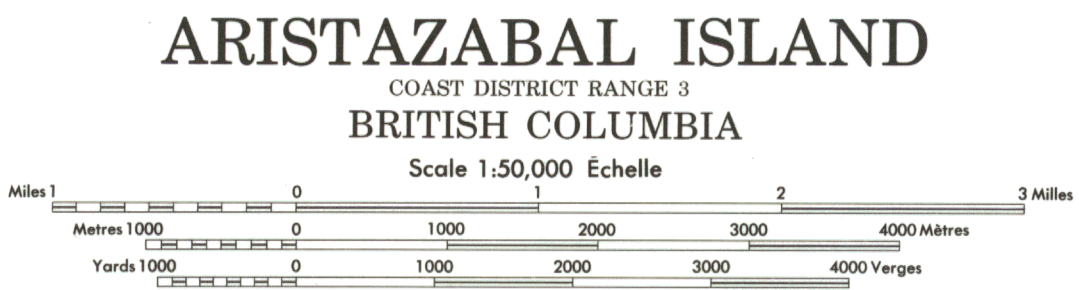 ARISTAZABAL ISLAND
COAST DISTRICT RANGE 3
BRITISH COLUMBIA
Scale 1:50,000 Échelle
Miles 1 0 1 2 3 Milles
Metres 1000 0 1000 2000 3000 4000 Mètres
Yards 1000 0 1000 2000 3000 4000 Verges